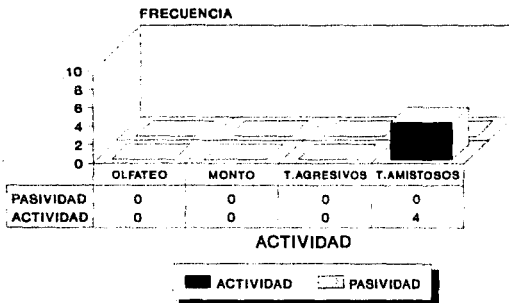 FRECUENCIA
10
8
6
4
2
0
OLFATEO MONTO T.AGRESIVOS T.AMISTOSOS
PASIVIDAD 0 0 0 0
ACTIVIDAD 0 0 0 4
ACTIVIDAD
ACTIVIDAD PASIVIDAD